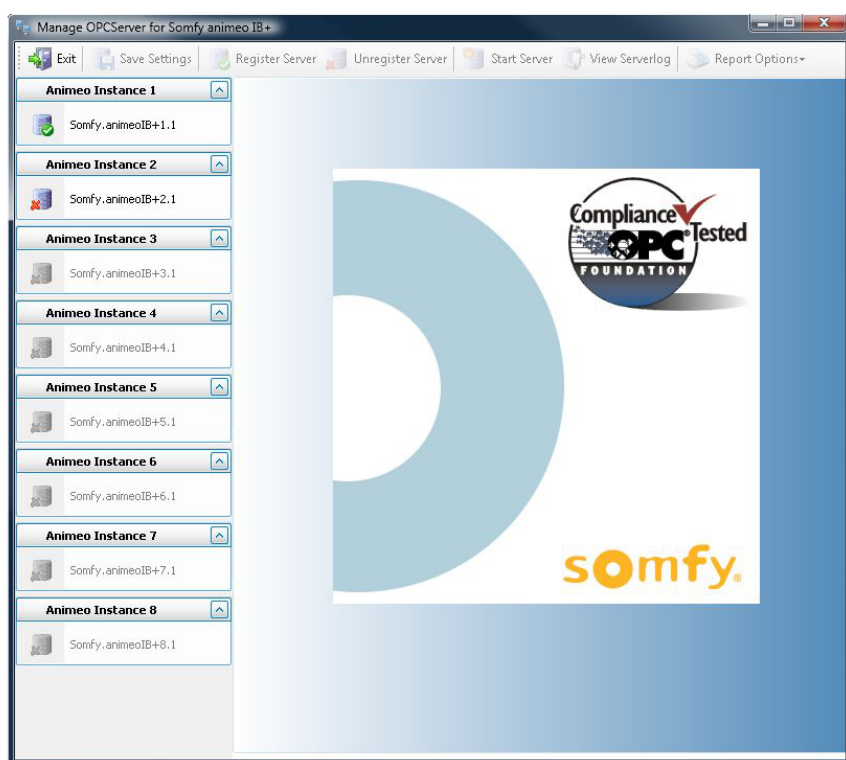 Manage OPCServer for Somfy animeo IB+
Exit Save Settings Register Server Unregister Server Start Server View Serverlog Report Options
Animeo Instance 1
Somfy.animeoIB+1.1
Animeo Instance 2
Somfy.animeoIB+2.1
Animeo Instance 3
Somfy.animeoIB+3.1
Animeo Instance 4
Somfy.animeoIB+4.1
Animeo Instance 5
Somfy.animeoIB+5.1
Animeo Instance 6
Somfy.animeoIB+6.1
Animeo Instance 7
Somfy.animeoIB+7.1
Animeo Instance 8
Somfy.animeoIB+8.1
Compliance Tested
OPC®
FOUNDATION
somfy®